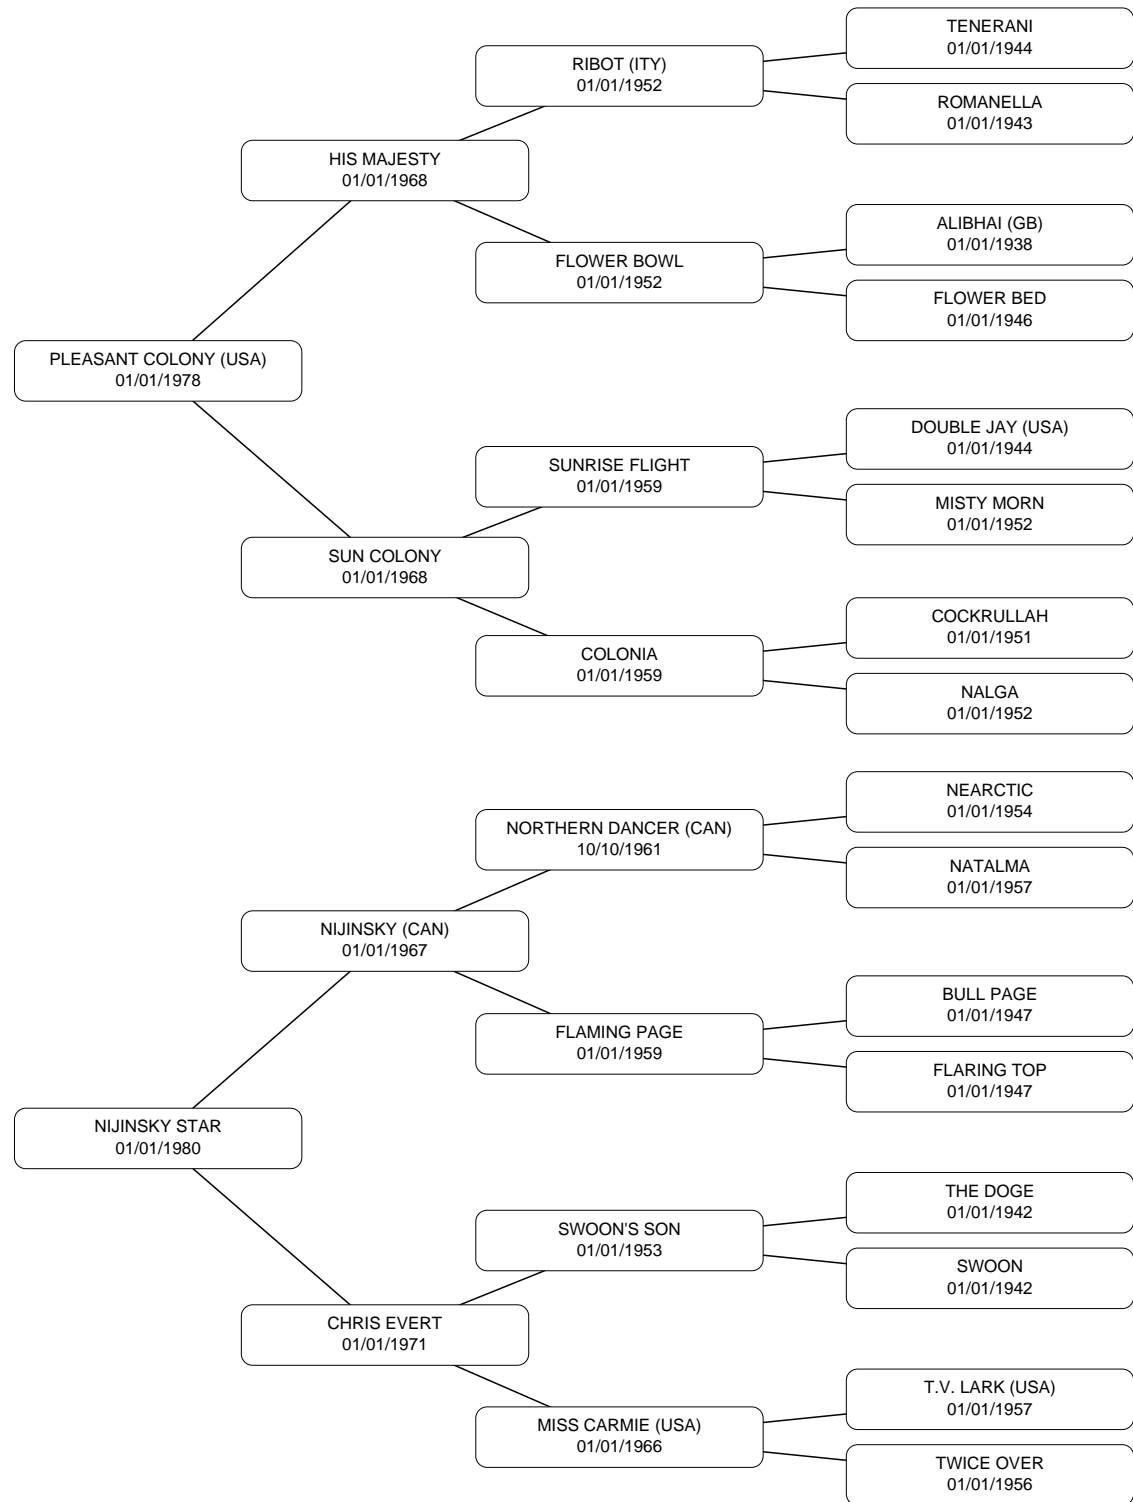 TENERANI
01/01/1944
RIBOT (ITY)
01/01/1952
ROMANELLA
01/01/1943
HIS MAJESTY
01/01/1968
ALIBHAI (GB)
01/01/1938
FLOWER BOWL
01/01/1952
FLOWER BED
01/01/1946
PLEASANT COLONY (USA)
01/01/1978
DOUBLE JAY (USA)
01/01/1944
SUNRISE FLIGHT
01/01/1959
MISTY MORN
01/01/1952
SUN COLONY
01/01/1968
COCKRULLAH
01/01/1951
COLONIA
01/01/1959
NALGA
01/01/1952
NEARCTIC
01/01/1954
NORTHERN DANCER (CAN)
10/10/1961
NATALMA
01/01/1957
NIJINSKY (CAN)
01/01/1967
BULL PAGE
01/01/1947
FLAMING PAGE
01/01/1959
FLARING TOP
01/01/1947
NIJINSKY STAR
01/01/1980
THE DOGE
01/01/1942
SWOON'S SON
01/01/1953
SWOON
01/01/1942
CHRIS EVERT
01/01/1971
T.V. LARK (USA)
01/01/1957
MISS CARMIE (USA)
01/01/1966
TWICE OVER
01/01/1956